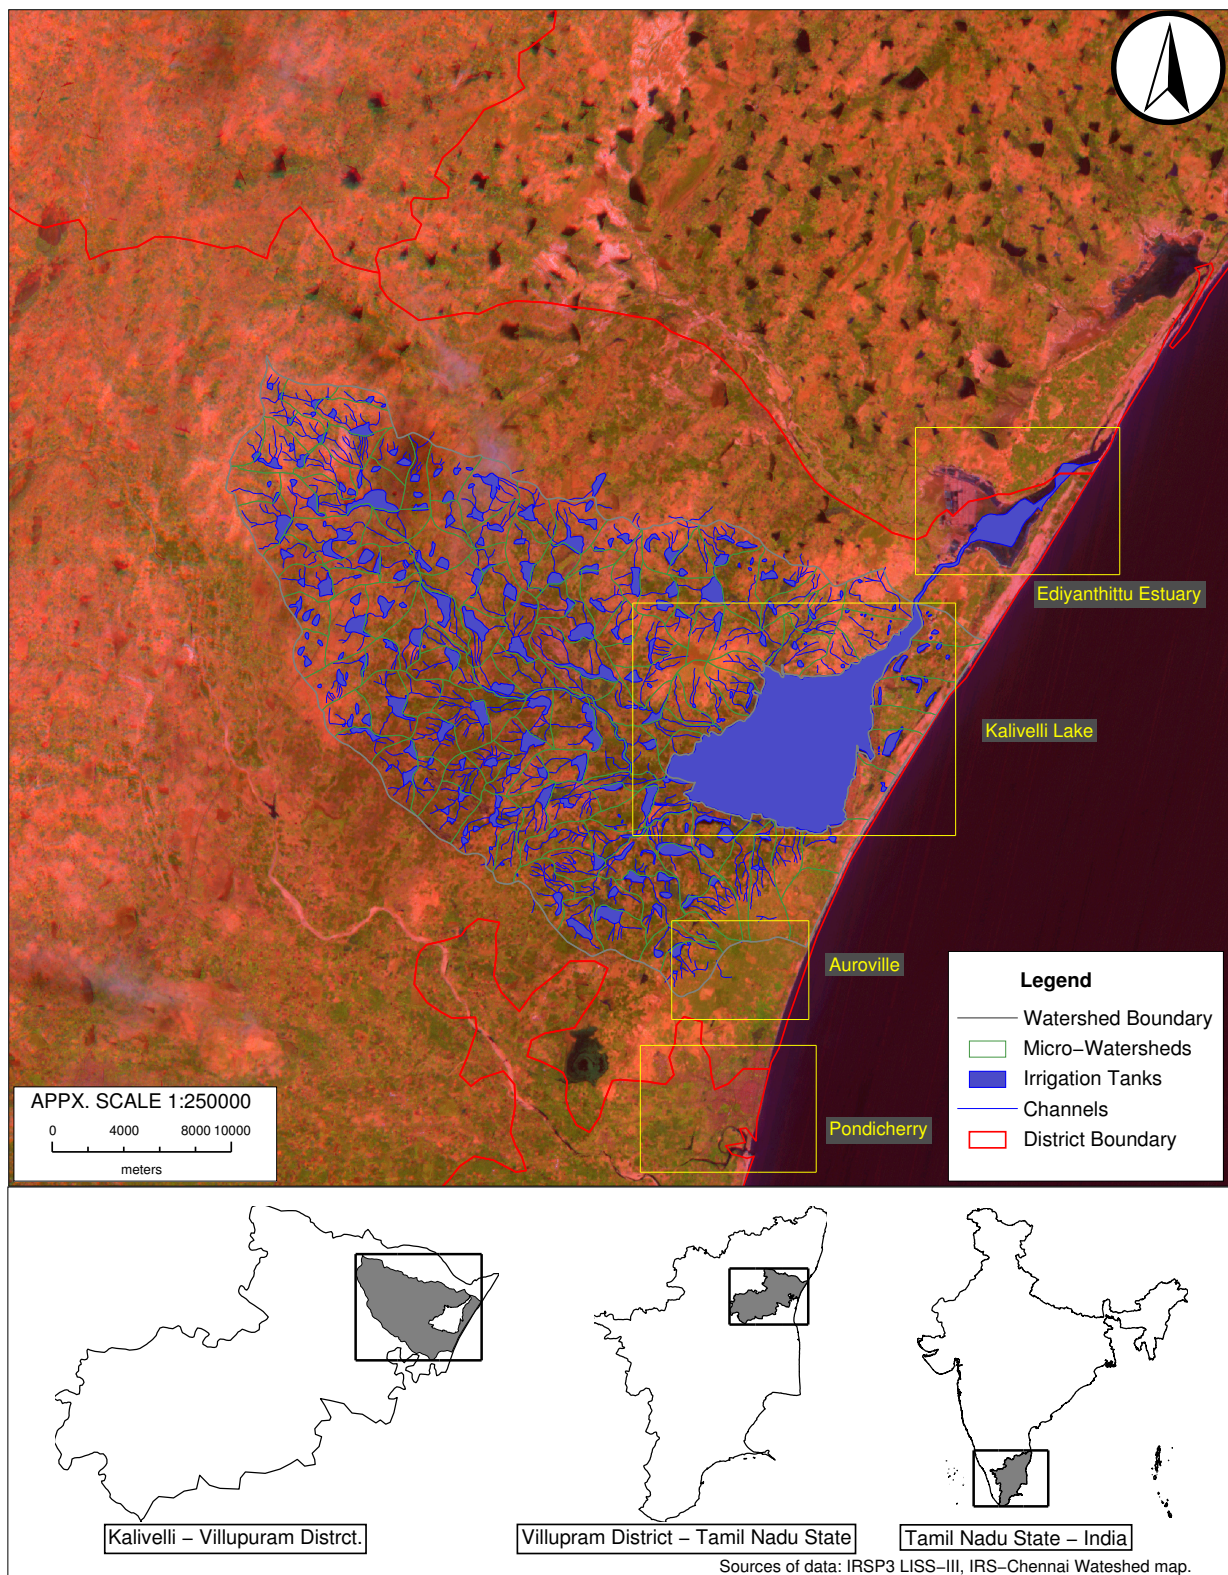 Ediyanthittu Estuary
Kalivelli Lake
Auroville
Pondicherry
Legend
Watershed Boundary
Micro−Watersheds
Irrigation Tanks
Channels
District Boundary
APPX. SCALE 1:250000
0 4000 8000 10000
meters
Kalivelli − Villupuram Distrct.
Villupram District − Tamil Nadu State
Tamil Nadu State − India
Sources of data: IRSP3 LISS−III, IRS−Chennai Wateshed map.